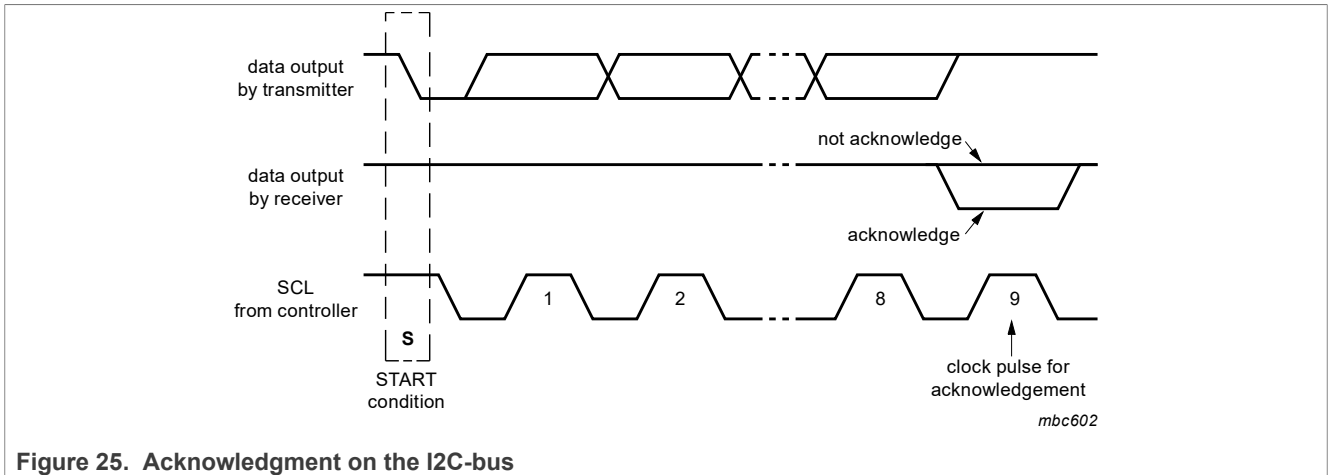 data output
by transmitter
not acknowledge
data output
by receiver
acknowledge
SCL
from controller
1
2
8
9
S
START
condition
clock pulse for
acknowledgement
mbc602
Figure 25. Acknowledgment on the I2C-bus